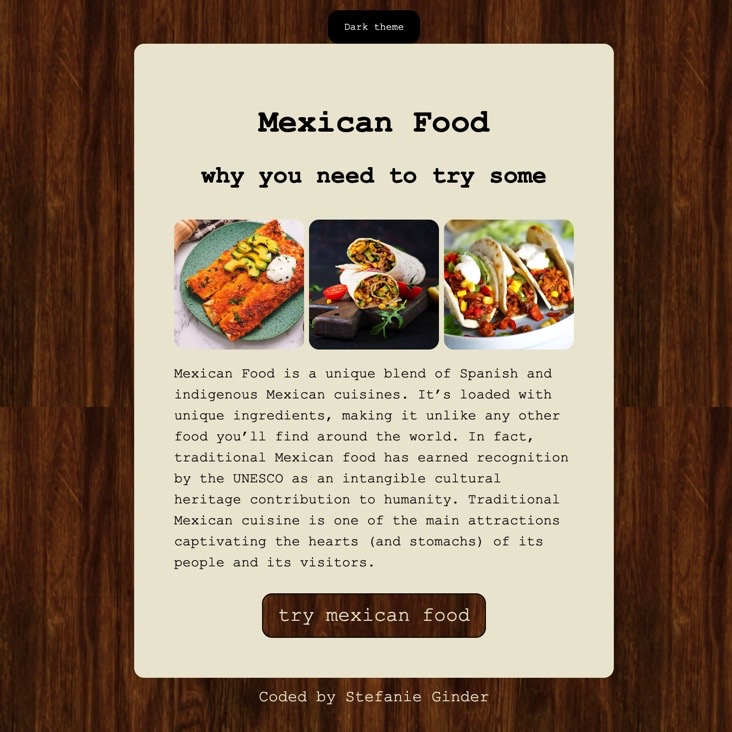 Dark theme
Mexican Food
why you need to try some
Mexican Food is a unique blend of Spanish and
indigenous Mexican cuisines. It’s loaded with
unique ingredients, making it unlike any other
food you’ll find around the world. In fact,
traditional Mexican food has earned recognition
by the UNESCO as an intangible cultural
heritage contribution to humanity. Traditional
Mexican cuisine is one of the main attractions
captivating the hearts (and stomachs) of its
people and its visitors.
try mexican food
Coded by Stefanie Ginder